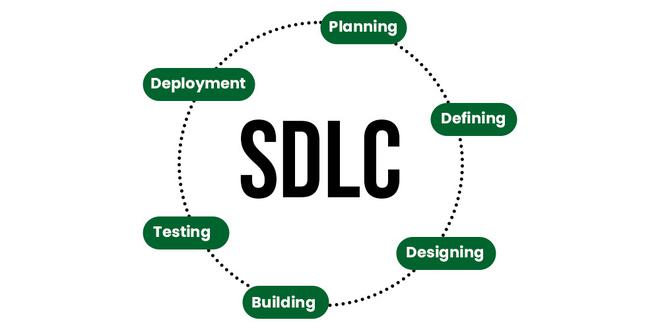 Planning
Deployment
Defining
SDLC
Testing
Designing
Building